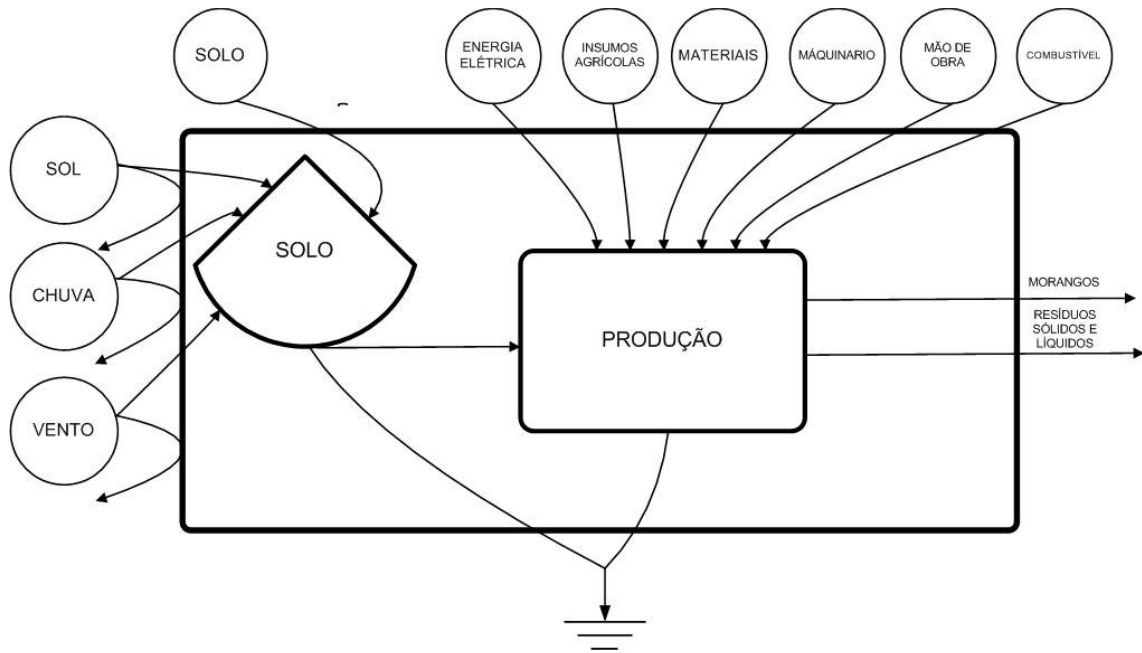 SOLO
ENERGIA
ELÉTRICA
INSUMOS
AGRÍCOLAS
MATERIAIS
MÁQUINARIO
MÃO DE
OBRA
COMBUSTÍVEL
SOL
SOLO
CHUVA
MORANGOS
RESÍDUOS
SÓLIDOS E
LÍQUIDOS
PRODUÇÃO
VENTO